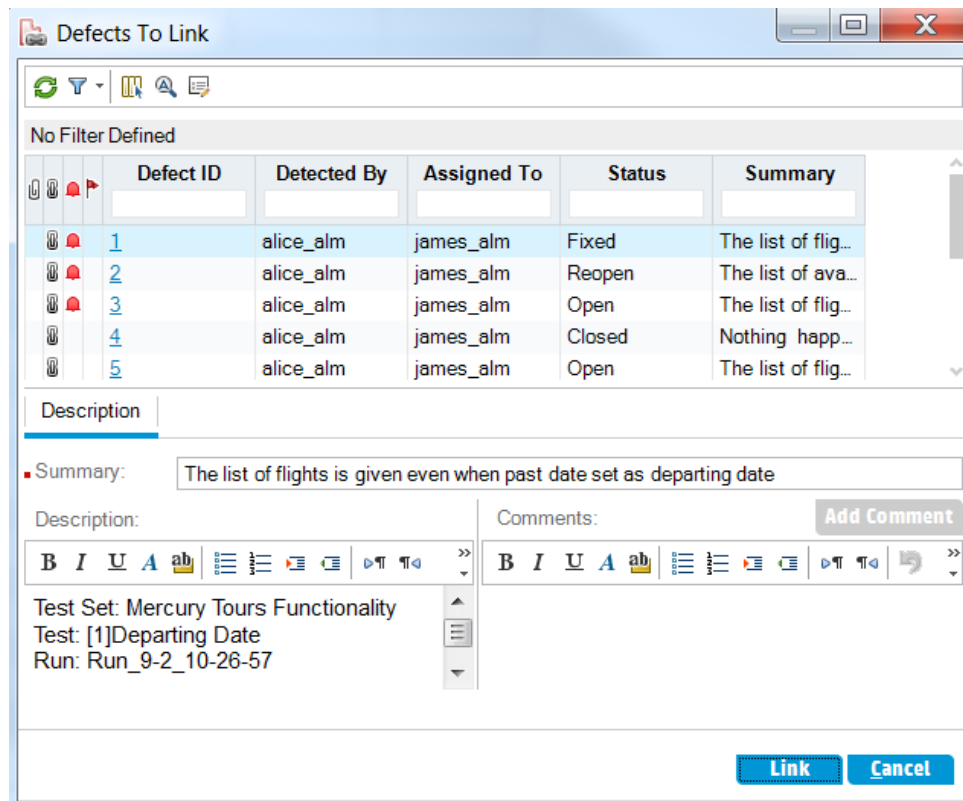 Defects To Link
No Filter Defined
Defect ID Detected By Assigned To Status Summary
1 alice_alm james_alm Fixed The list of flig...
2 alice_alm james_alm Reopen The list of ava...
3 alice_alm james_alm Open The list of flig...
4 alice_alm james_alm Closed Nothing happ...
5 alice_alm james_alm Open The list of flig...
Description
Summary: The list of flights is given even when past date set as departing date
Description: Comments: Add Comment
B I U A ab B I U A ab
Test Set: Mercury Tours Functionality
Test: [1]Departing Date
Run: Run_9-2_10-26-57
Link Cancel